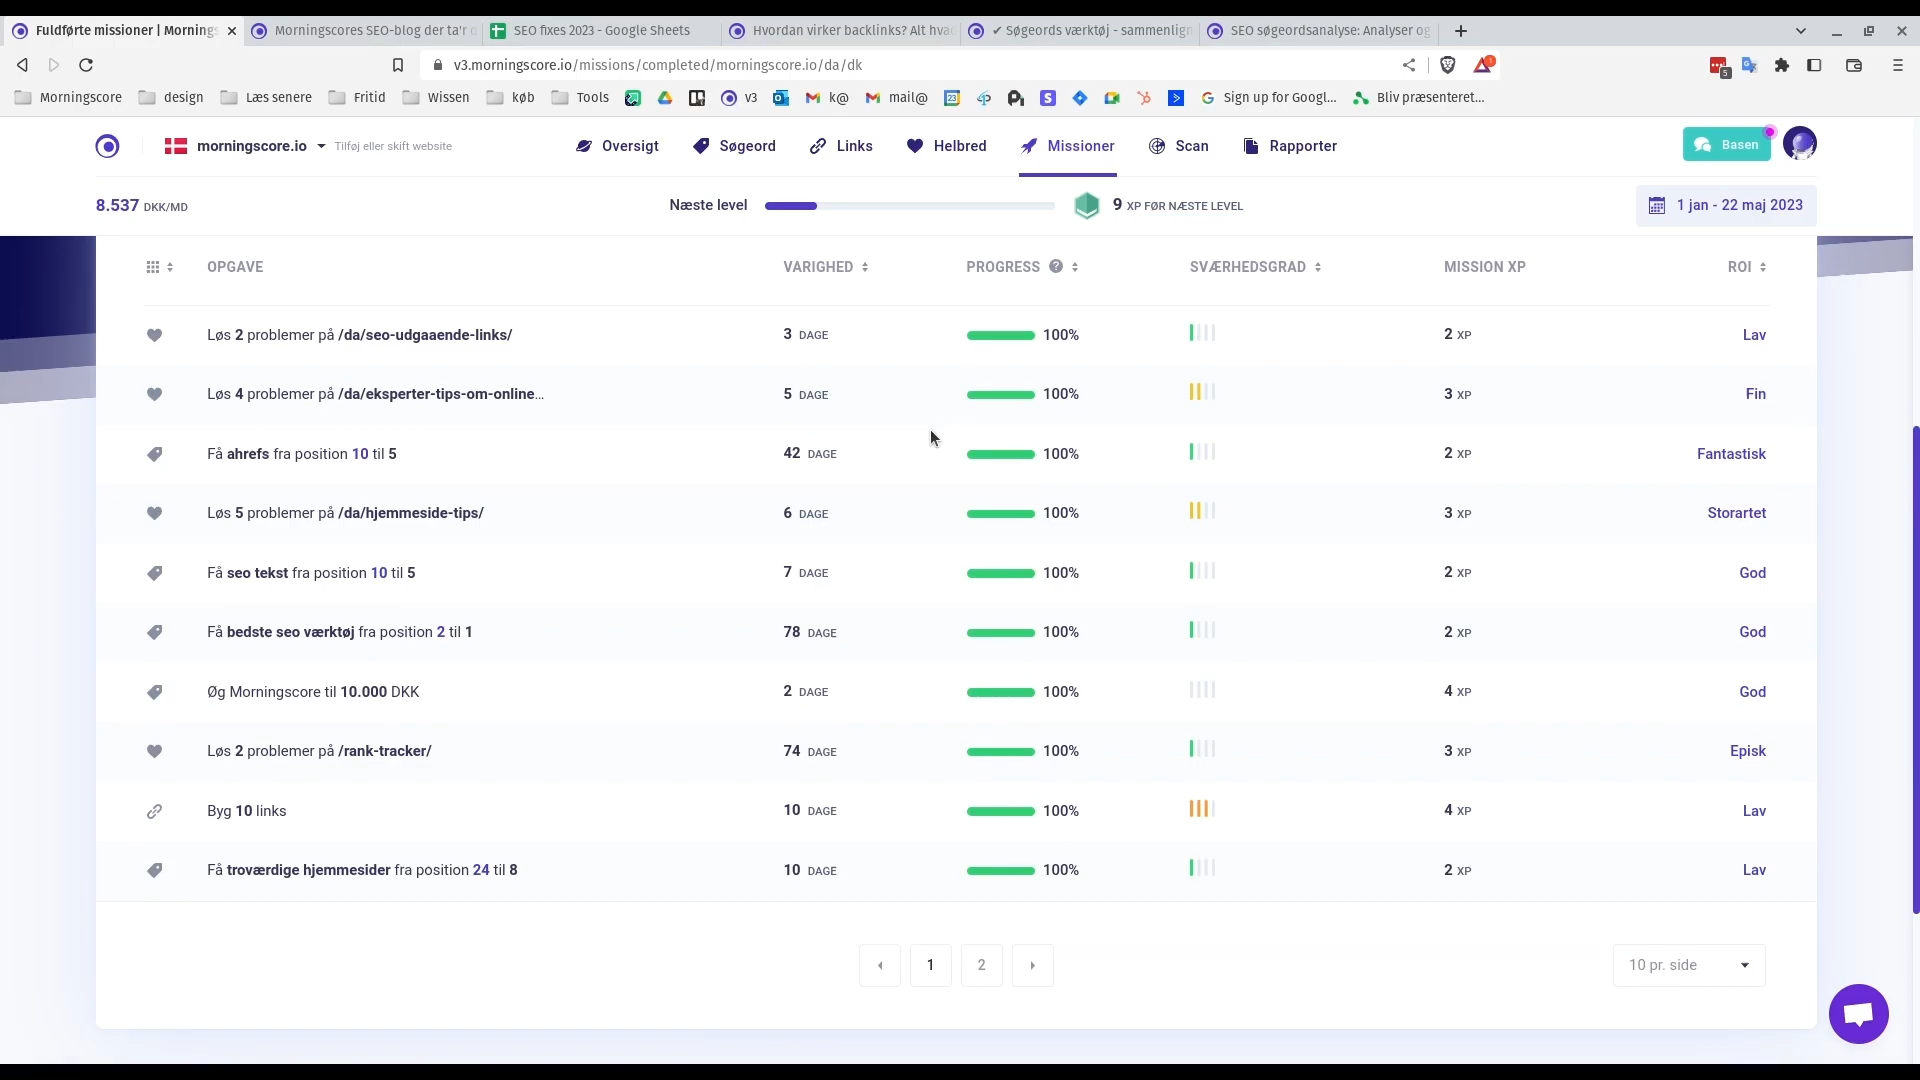 Fuldførte missioner | Mornings
Morningscores SEO-blog der ta'r d
SEO fixes 2023 - Google Sheets
Hvordan virker backlinks? Alt hva
✔ Søgeords værktøj - sammenlign
SEO søgeordsanalyse: Analyser og
v3.morningscore.io/missions/completed/morningscore.io/da/dk
1
5
Morningscore
design
Læs senere
Fritid
Wissen
køb
Tools
v3
k@
mail@
23
Sign up for Googl...
Bliv præsenteret...
morningscore.io
Tilføj eller skift website
Oversigt
Søgeord
Links
Helbred
Missioner
Scan
Rapporter
Basen
8.537 DKK/MD
Næste level
9 XP FØR NÆSTE LEVEL
1 jan - 22 maj 2023
OPGAVE VARIGHED PROGRESS ? SVÆRHEDSGRAD MISSION XP ROI
Løs 2 problemer på /da/seo-udgaaende-links/ 3 DAGE 100% 2 XP Lav
Løs 4 problemer på /da/eksperter-tips-om-online... 5 DAGE 100% 3 XP Fin
Få ahrefs fra position 10 til 5 42 DAGE 100% 2 XP Fantastisk
Løs 5 problemer på /da/hjemmeside-tips/ 6 DAGE 100% 3 XP Storartet
Få seo tekst fra position 10 til 5 7 DAGE 100% 2 XP God
Få bedste seo værktøj fra position 2 til 1 78 DAGE 100% 2 XP God
Øg Morningscore til 10.000 DKK 2 DAGE 100% 4 XP God
Løs 2 problemer på /rank-tracker/ 74 DAGE 100% 3 XP Episk
Byg 10 links 10 DAGE 100% 4 XP Lav
Få troværdige hjemmesider fra position 24 til 8 10 DAGE 100% 2 XP Lav
1 2
10 pr. side